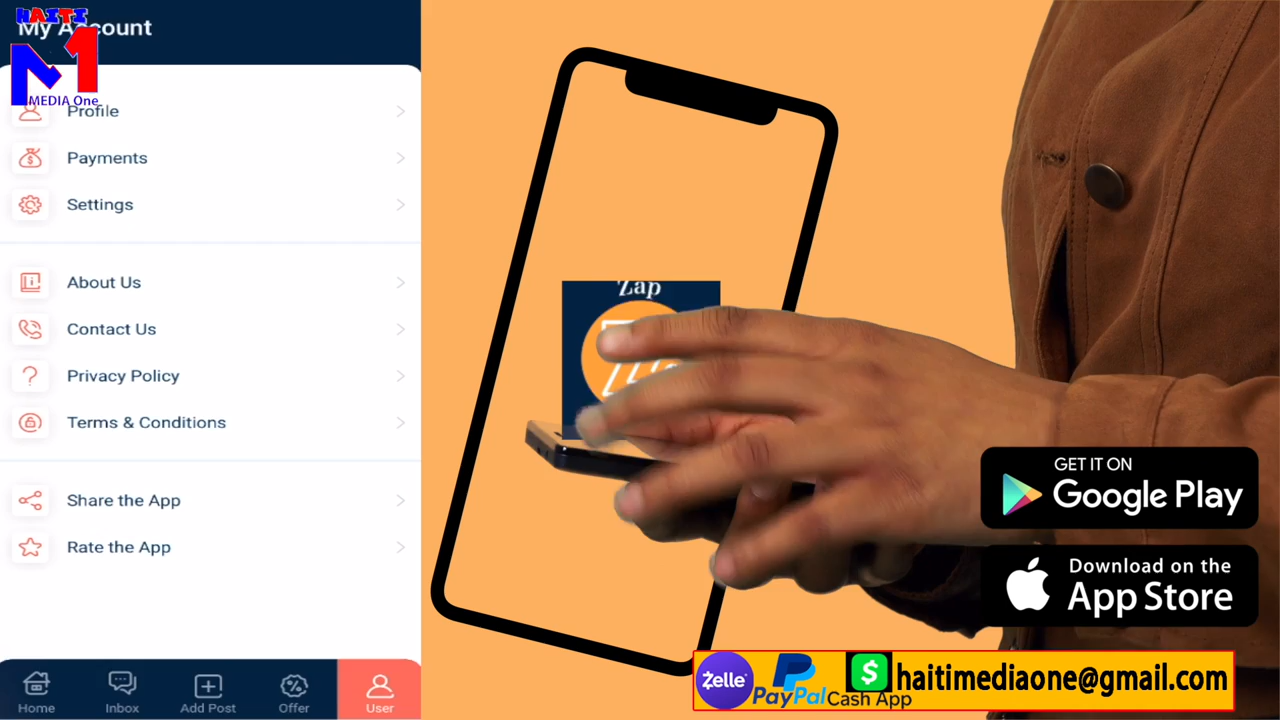 HAITI
My Account
M1
MEDIA One
Profile
Payments
Settings
About Us
Contact Us
Privacy Policy
Terms & Conditions
Share the App
Rate the App
Home
Inbox
Add Post
Offer
User
Zap
GET IT ON
Google Play
Download on the
App Store
Zelle
PayPal
$
Cash App
haitimediaone@gmail.com